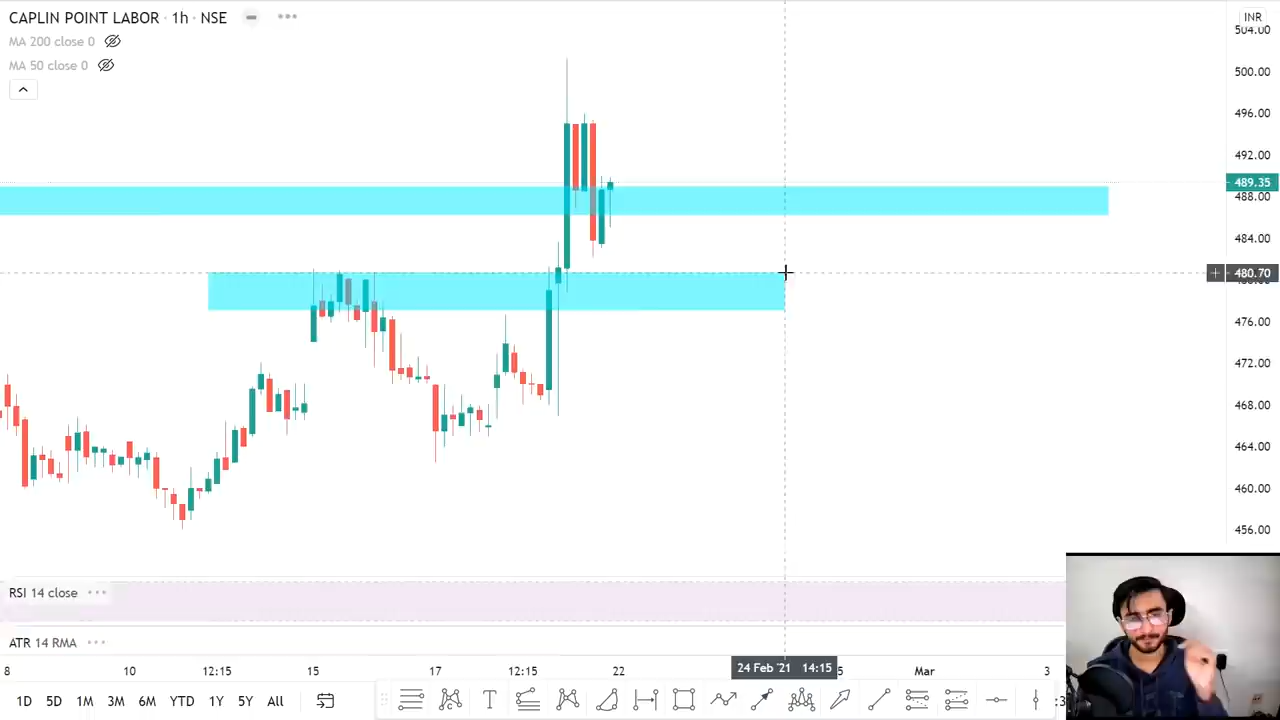 CAPLIN POINT LABOR · 1h · NSE
MA 200 close 0
MA 50 close 0
INR
504.00
500.00
496.00
492.00
489.35
488.00
484.00
480.70
476.00
472.00
468.00
464.00
460.00
456.00
RSI 14 close
ATR 14 RMA
8 10 12:15 15 17 12:15 22 24 Feb '21 14:15 Mar 3
1D 5D 1M 3M 6M YTD 1Y 5Y All